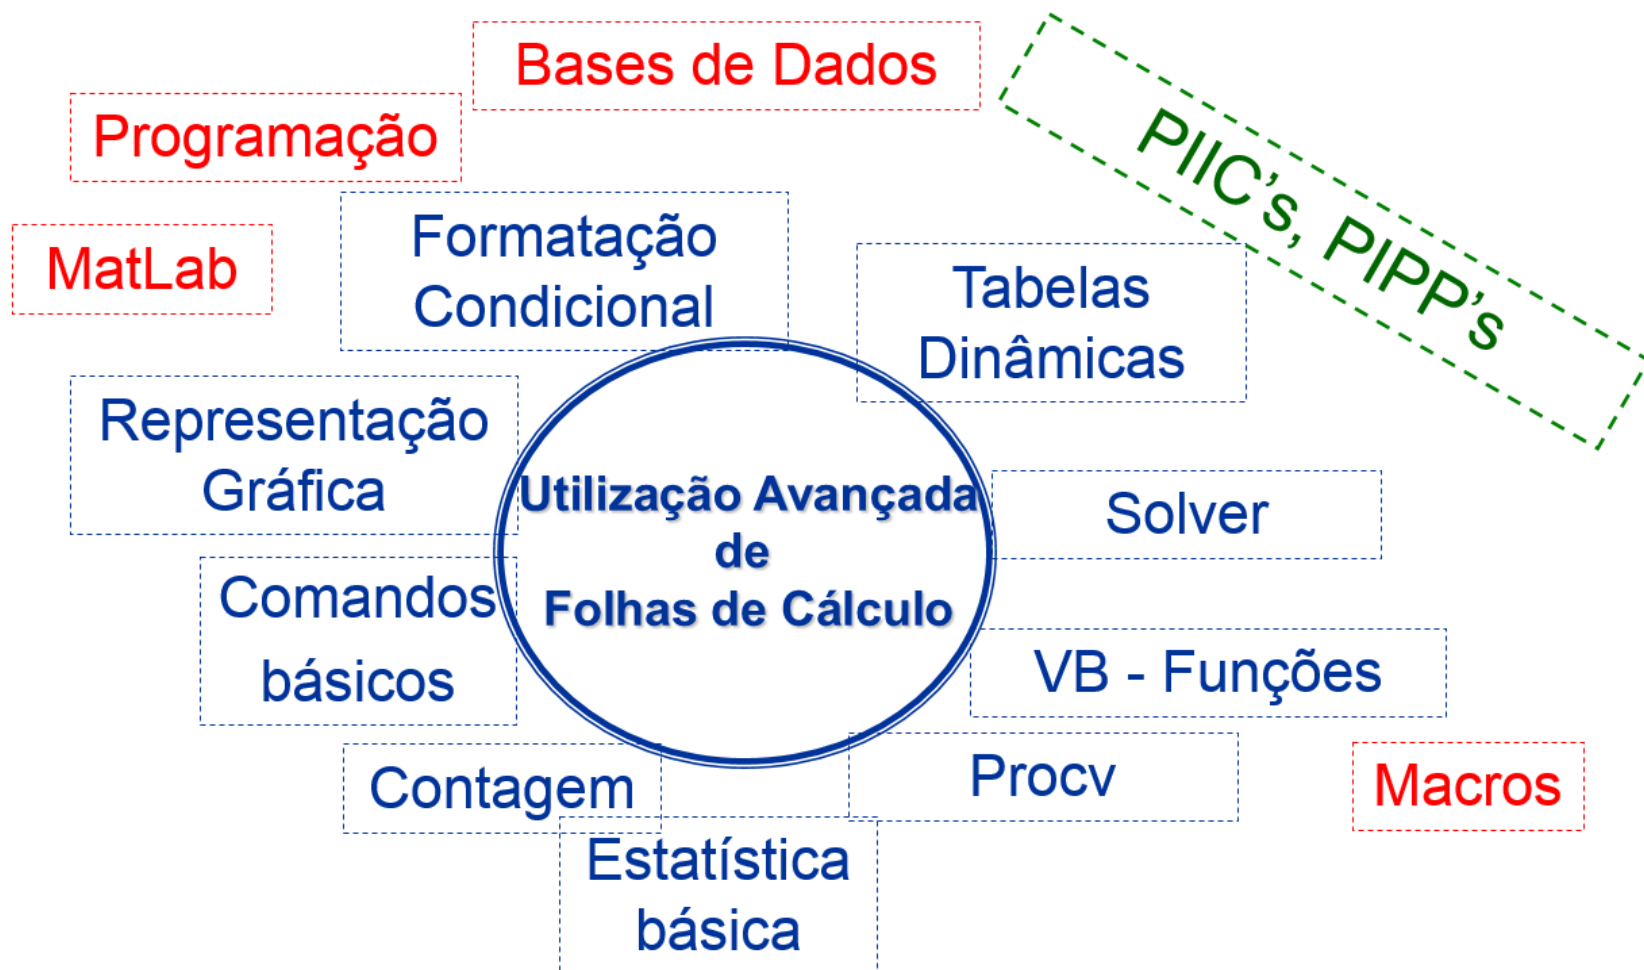 Bases de Dados
Programação
PIIC's, PIPP's
MatLab
Formatação
Condicional
Tabelas
Dinâmicas
Representação
Gráfica
Utilização Avançada
de
Folhas de Cálculo
Solver
Comandos
básicos
VB - Funções
Contagem
Procv
Macros
Estatística
básica